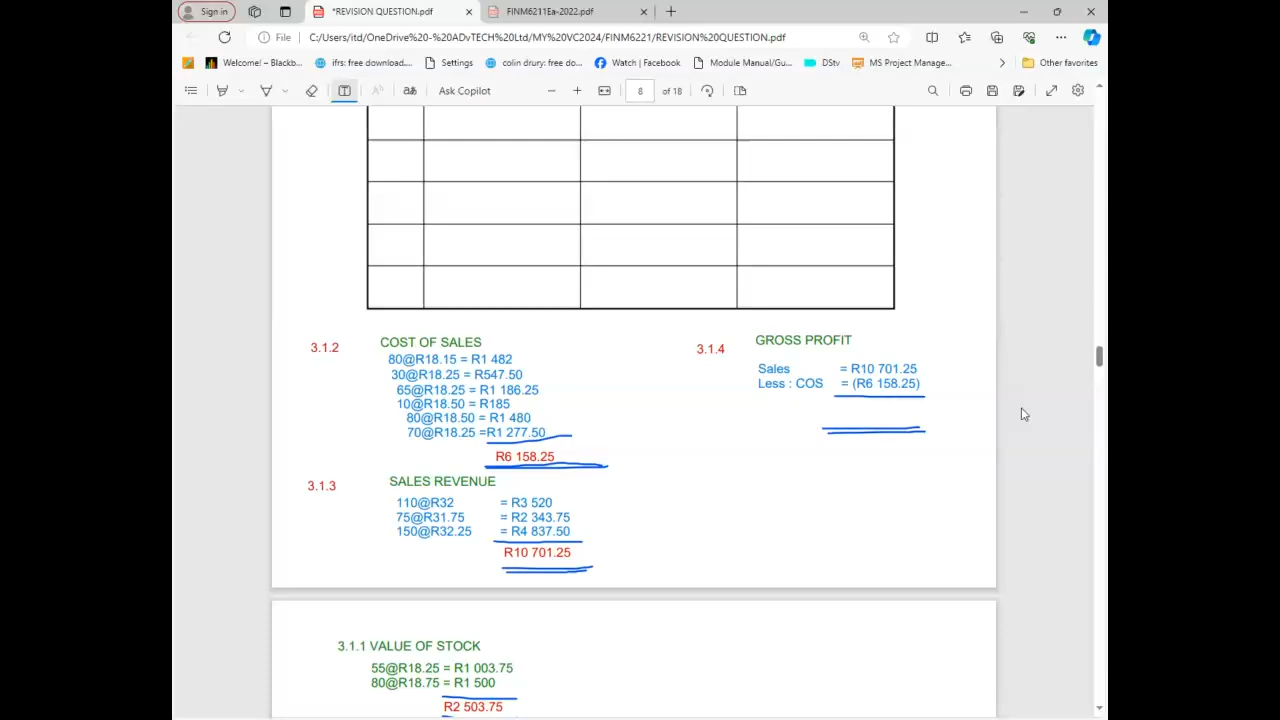 Sign in
*REVISION QUESTION.pdf
FINM6211Ea-2022.pdf
File
C:/Users/itd/OneDrive%20-%20ADvTECH%20Ltd/MY%20VC2024/FINM6221/REVISION%20QUESTION.pdf
Welcome! – Blackb...
ifrs: free download....
Settings
colin drury: free do...
Watch | Facebook
Module Manual/Gu...
DStv
MS Project Manage...
Other favorites
Ask Copilot
8 of 18
3.1.2 COST OF SALES
80@R18.15 = R1 482
30@R18.25 = R547.50
65@R18.25 = R1 186.25
10@R18.50 = R185
80@R18.50 = R1 480
70@R18.25 =R1 277.50
R6 158.25
3.1.4 GROSS PROFIT
Sales = R10 701.25
Less : COS = (R6 158.25)
3.1.3 SALES REVENUE
110@R32 = R3 520
75@R31.75 = R2 343.75
150@R32.25 = R4 837.50
R10 701.25
3.1.1 VALUE OF STOCK
55@R18.25 = R1 003.75
80@R18.75 = R1 500
R2 503.75